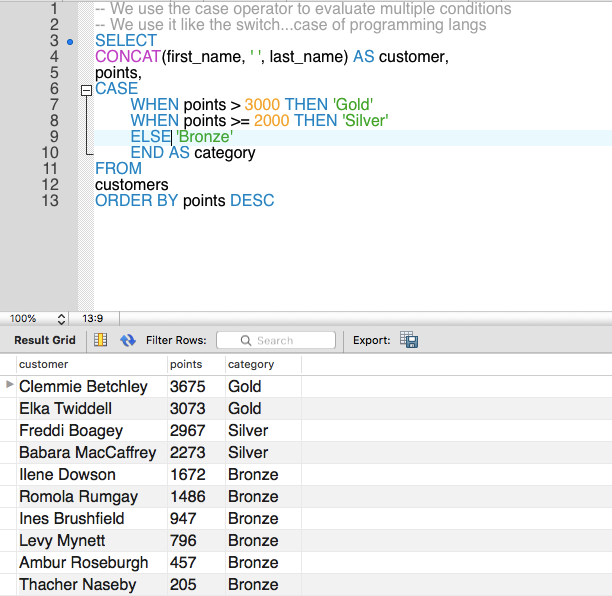 1 -- We use the case operator to evaluate multiple conditions
2 -- We use it like the switch...case of programming langs
3 SELECT
4 CONCAT(first_name, ' ', last_name) AS customer,
5 points,
6 CASE
7 WHEN points > 3000 THEN 'Gold'
8 WHEN points >= 2000 THEN 'Silver'
9 ELSE 'Bronze'
10 END AS category
11 FROM
12 customers
13 ORDER BY points DESC
100% 13:9
Result Grid Filter Rows: Search Export:
customer points category
Clemmie Betchley 3675 Gold
Elka Twiddell 3073 Gold
Freddi Boagey 2967 Silver
Babara MacCaffrey 2273 Silver
Ilene Dowson 1672 Bronze
Romola Rumgay 1486 Bronze
Ines Brushfield 947 Bronze
Levy Mynett 796 Bronze
Ambur Roseburgh 457 Bronze
Thacher Naseby 205 Bronze